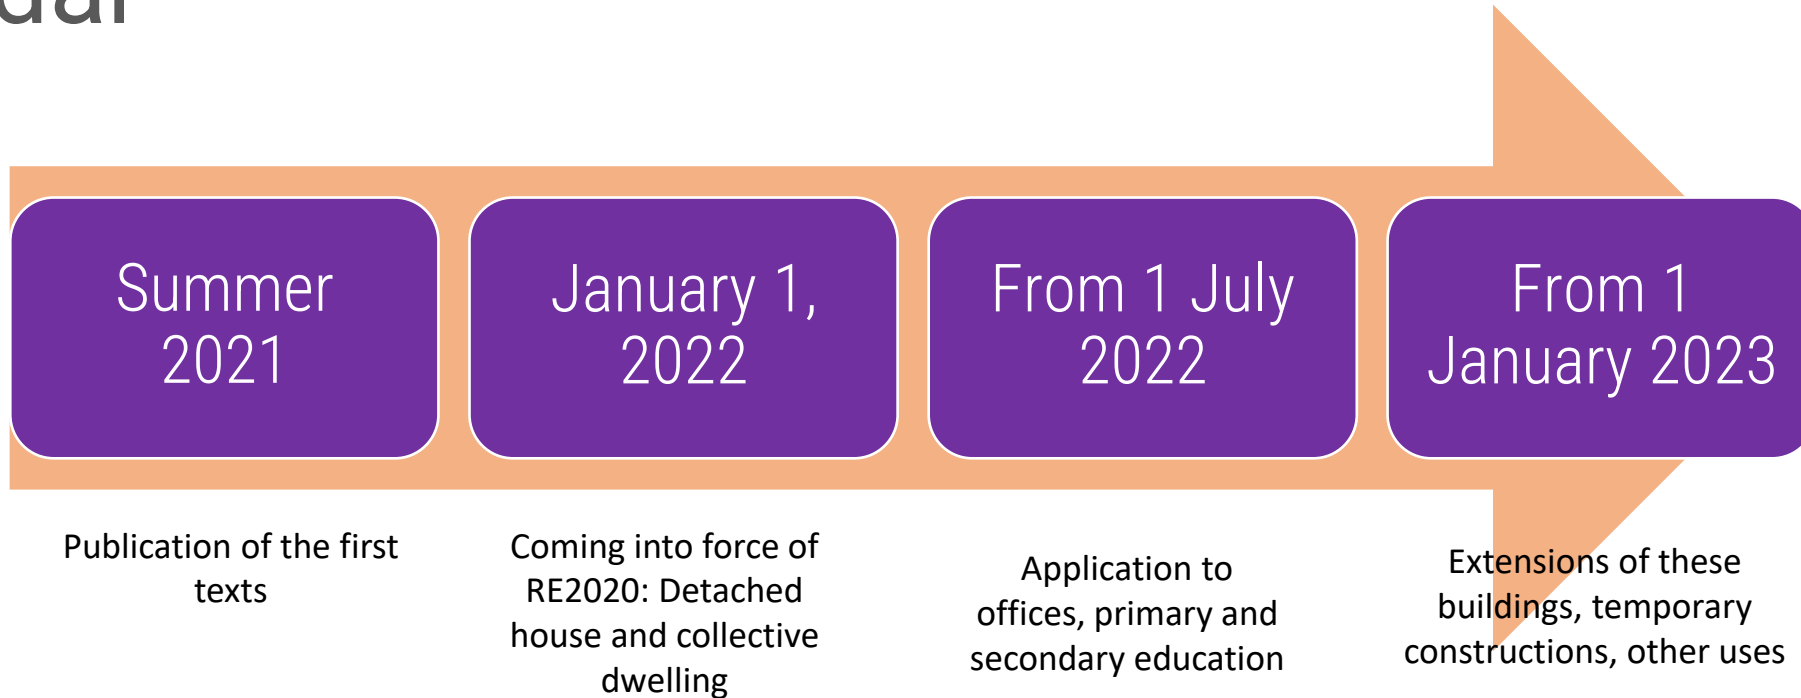 dar
Summer
2021
January 1,
2022
From 1 July
2022
From 1
January 2023
Publication of the first
texts
Coming into force of
RE2020: Detached
house and collective
dwelling
Application to
offices, primary and
secondary education
Extensions of these
buildings, temporary
constructions, other uses